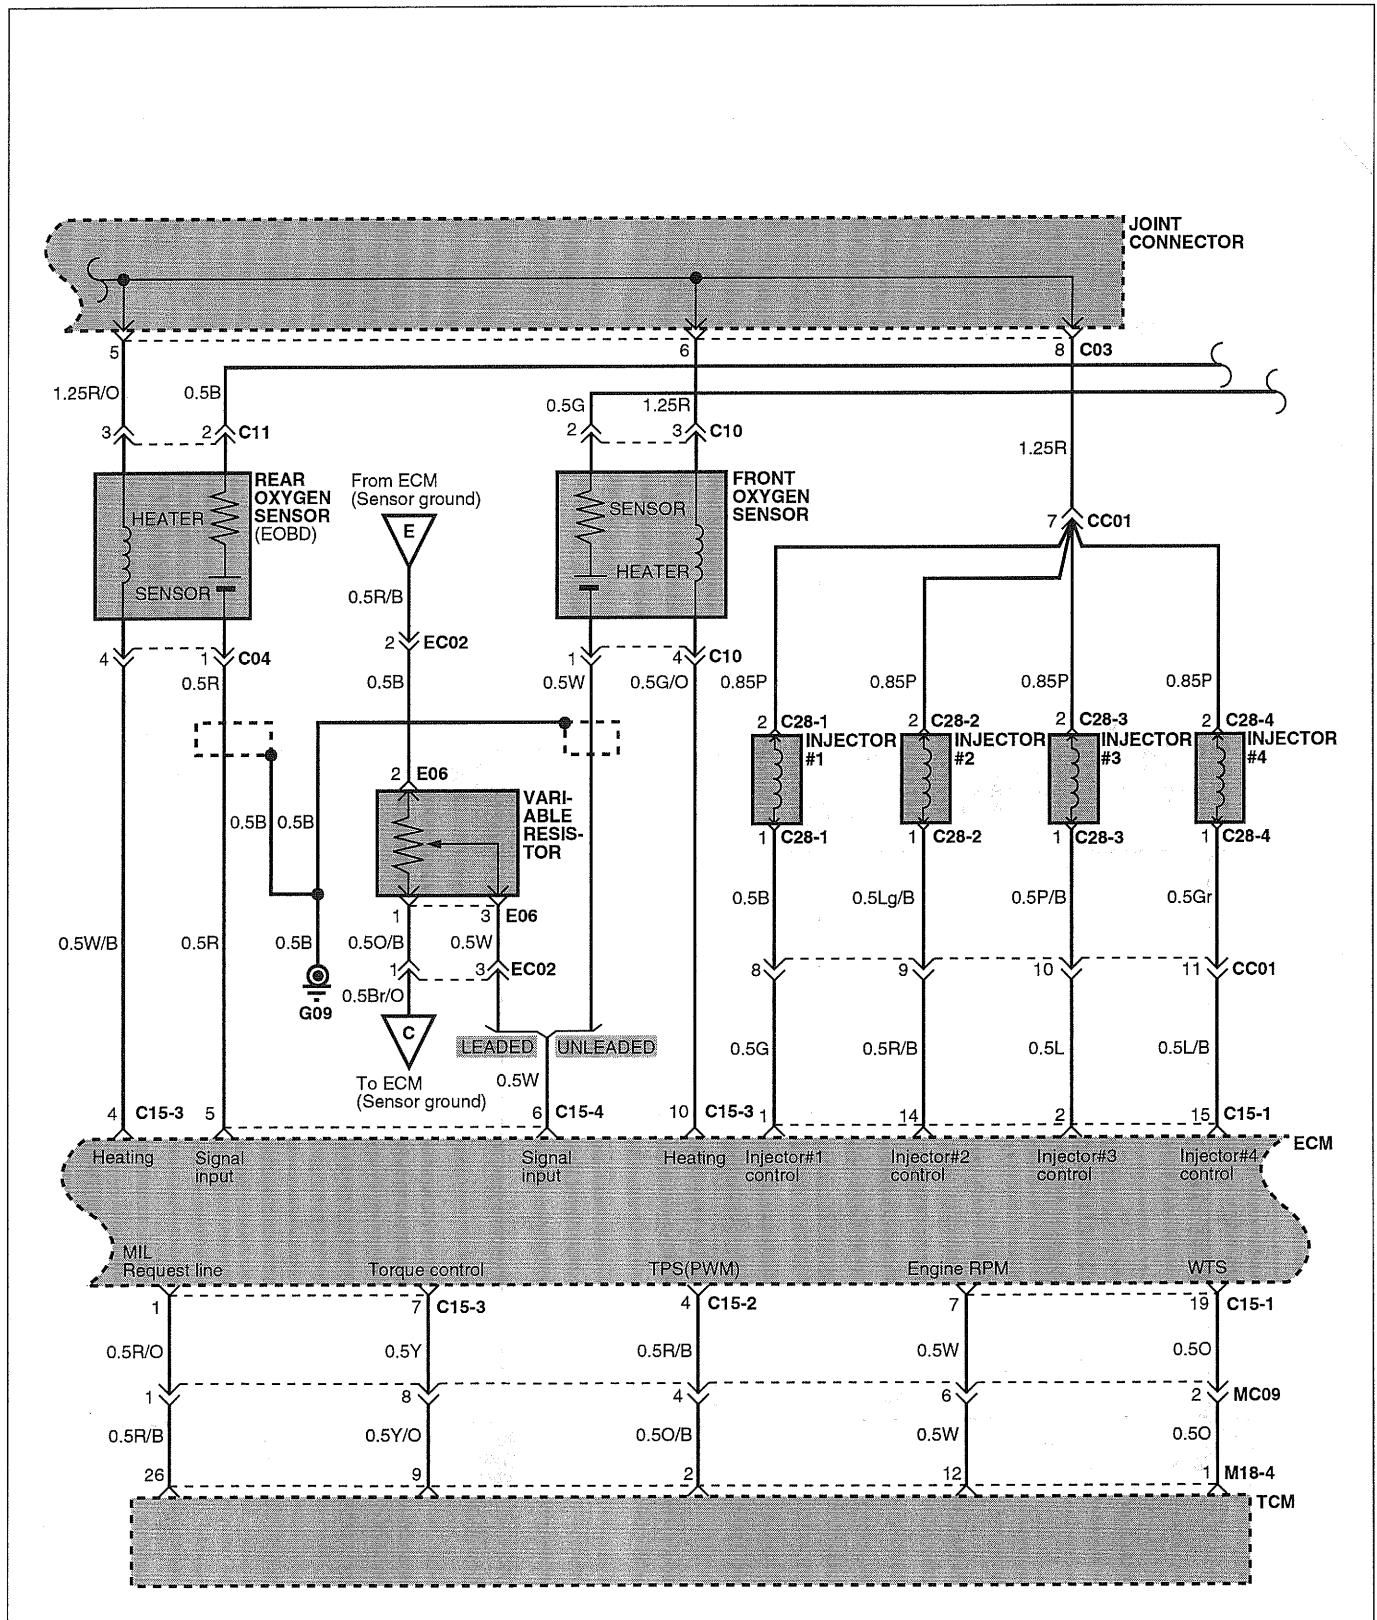 JOINT
CONNECTOR
5
6
8 C03
1.25R/O
0.5B
0.5G
1.25R
3
2 C11
2
3 C10
1.25R
REAR
OXYGEN
SENSOR
(EOBD)
HEATER
SENSOR
From ECM
(Sensor ground)
E
SENSOR
HEATER
FRONT
OXYGEN
SENSOR
7 CC01
0.5R/B
2 EC02
4
1 C04
1
4 C10
0.5R
0.5B
0.5W
0.5G/O
0.85P
0.85P
0.85P
0.85P
2 C28-1
2 C28-2
2 C28-3
2 C28-4
INJECTOR
#1
INJECTOR
#2
INJECTOR
#3
INJECTOR
#4
2 E06
VARI-
ABLE
RESIS-
TOR
0.5B
0.5B
1 C28-1
1 C28-2
1 C28-3
1 C28-4
0.5B
0.5Lg/B
0.5P/B
0.5Gr
1
3 E06
0.5W/B
0.5R
0.5B
0.5O/B
0.5W
1
3 EC02
8
9
10
11 CC01
0.5Br/O
G09
C
LEADED
UNLEADED
0.5G
0.5R/B
0.5L
0.5L/B
To ECM
(Sensor ground)
0.5W
4 C15-3
5
6 C15-4
10 C15-3
1
14
2
15 C15-1
ECM
Heating
Signal
input
Signal
input
Heating
Injector#1
control
Injector#2
control
Injector#3
control
Injector#4
control
MIL
Request line
Torque control
TPS(PWM)
Engine RPM
WTS
1
7 C15-3
4 C15-2
7
19 C15-1
0.5R/O
0.5Y
0.5R/B
0.5W
0.5O
1
8
4
6
2 MC09
0.5R/B
0.5Y/O
0.5O/B
0.5W
0.5O
26
9
2
12
1 M18-4
TCM